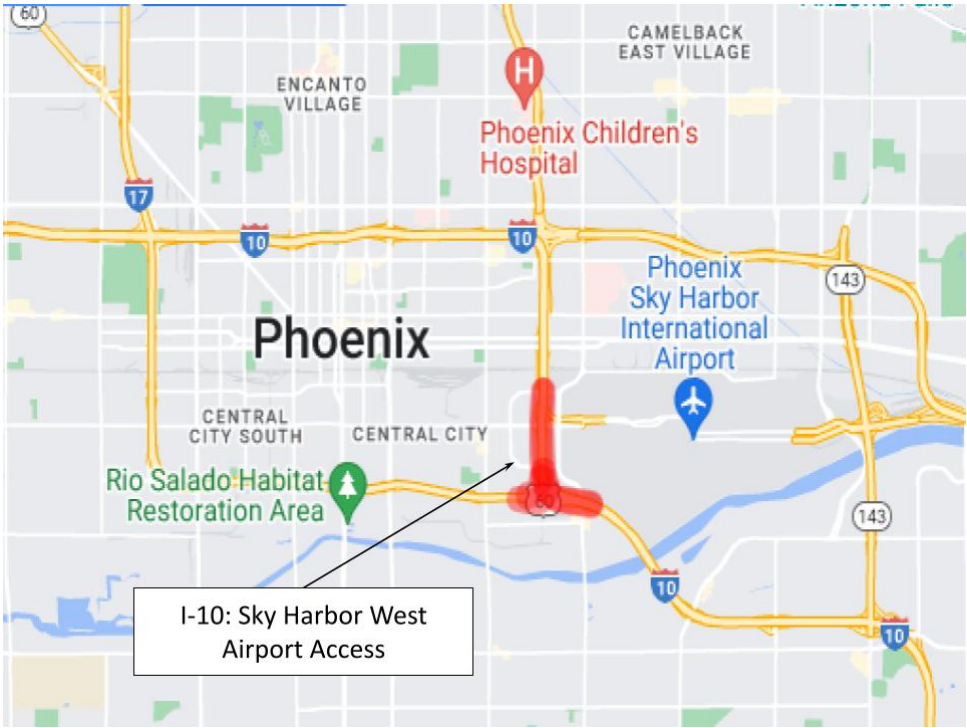 60
CAMELBACK
EAST VILLAGE
ENCANTO
VILLAGE
H
Phoenix Children's
Hospital
17
10
10
Phoenix
Sky Harbor
International
Airport
143
Phoenix
CENTRAL
CITY SOUTH
CENTRAL CITY
Rio Salado Habitat
Restoration Area
60
143
10
10
I-10: Sky Harbor West
Airport Access